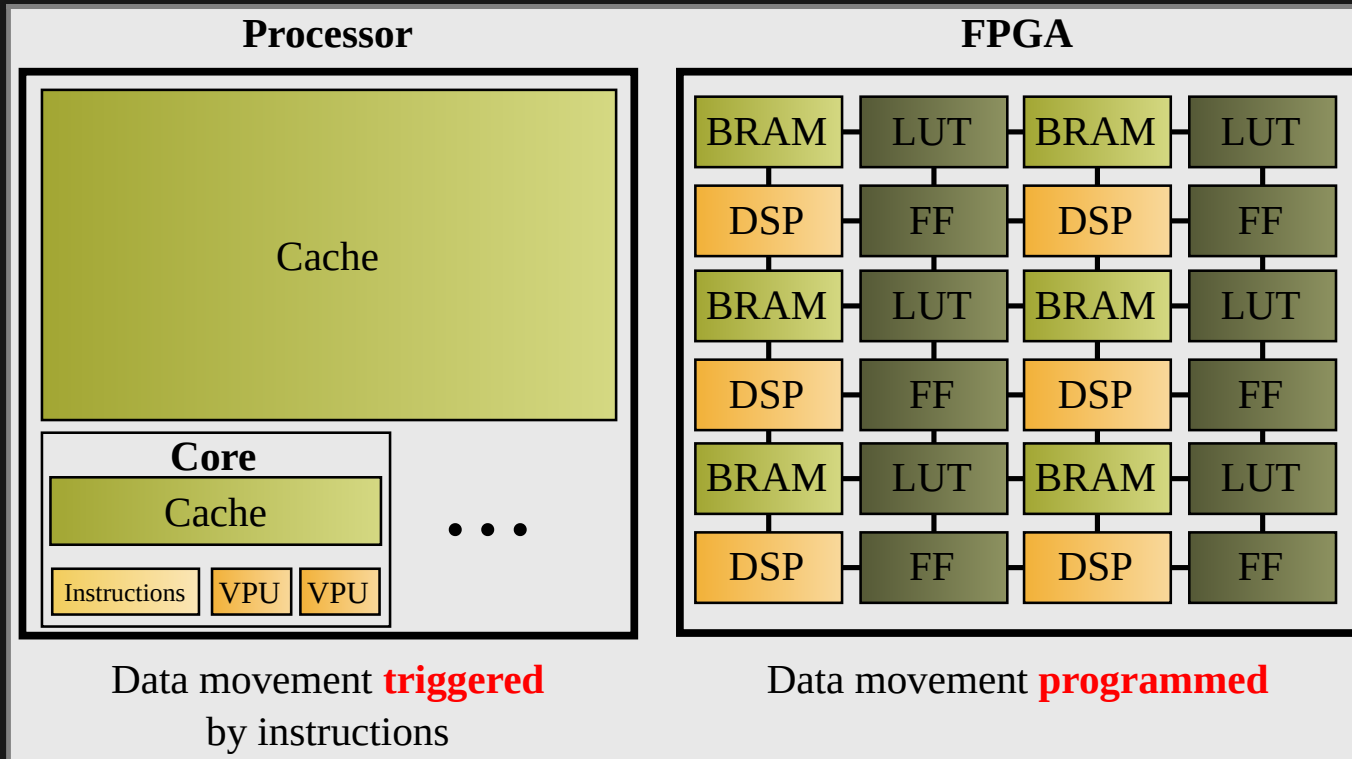 Processor
Cache
Core
Cache
Instructions VPU VPU
...
Data movement triggered
by instructions
FPGA
BRAM LUT BRAM LUT
DSP FF DSP FF
BRAM LUT BRAM LUT
DSP FF DSP FF
BRAM LUT BRAM LUT
DSP FF DSP FF
Data movement programmed